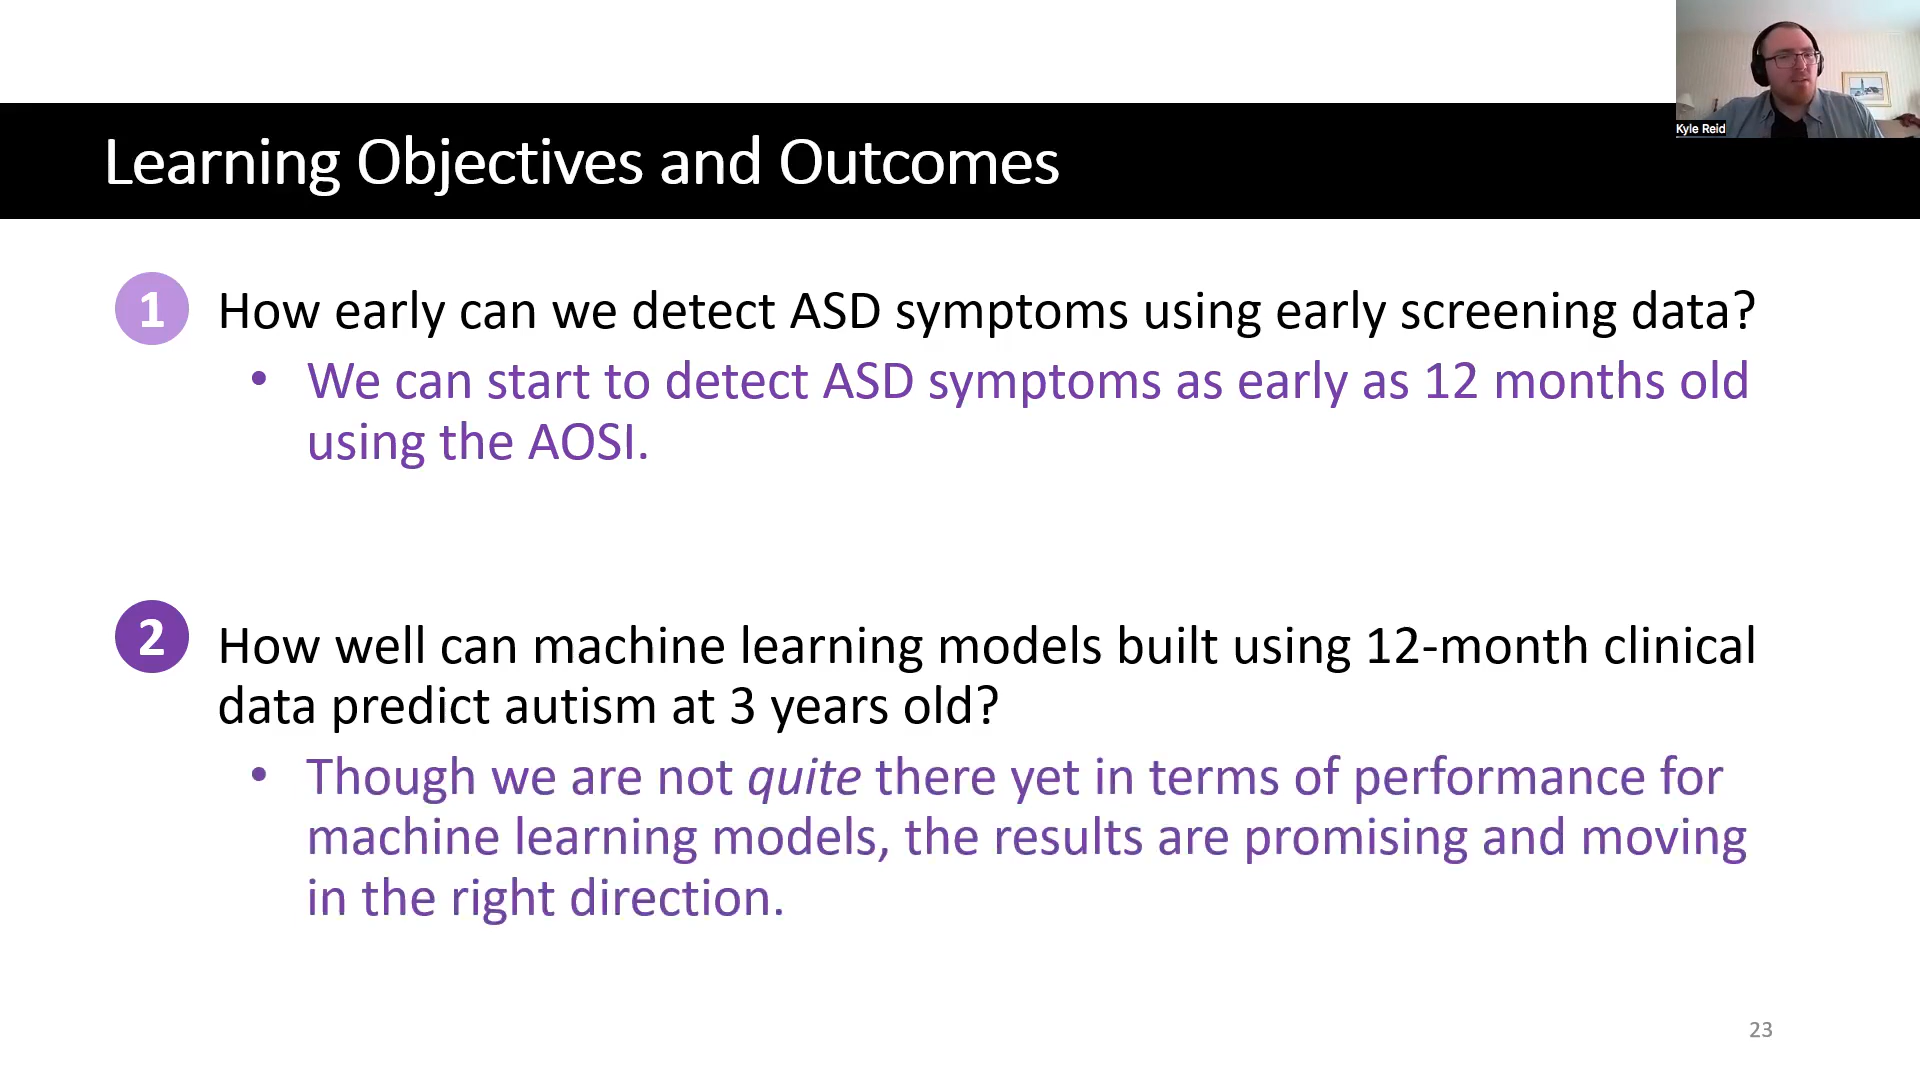 Kyle Reid
Learning Objectives and Outcomes
1 How early can we detect ASD symptoms using early screening data?
• We can start to detect ASD symptoms as early as 12 months old
using the AOSI.
2 How well can machine learning models built using 12-month clinical
data predict autism at 3 years old?
• Though we are not quite there yet in terms of performance for
machine learning models, the results are promising and moving
in the right direction.
23